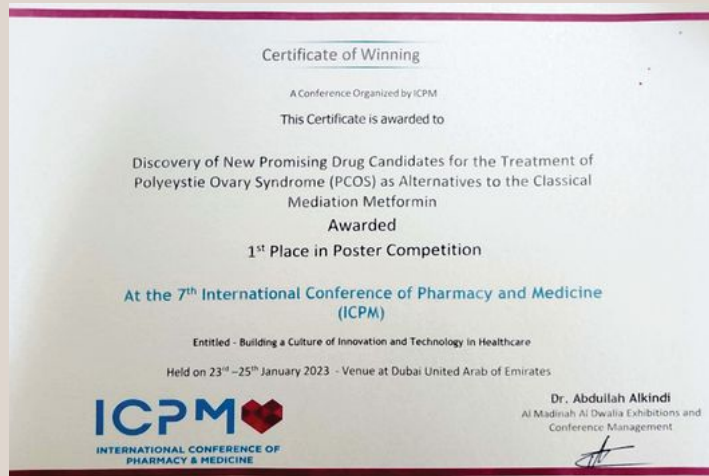 Certificate of Winning
A Conference Organized by ICPM
This Certificate is awarded to
Discovery of New Promising Drug Candidates for the Treatment of
Polyeystie Ovary Syndrome (PCOS) as Alternatives to the Classical
Mediation Metformin
Awarded
1st Place in Poster Competition
At the 7th International Conference of Pharmacy and Medicine
(ICPM)
Entitled - Building a Culture of Innovation and Technology in Healthcare
Held on 23rd –25th January 2023 - Venue at Dubai United Arab of Emirates
Dr. Abdullah Alkindi
Al Madinah Al Dwalia Exhibitions and
Conference Management
ICPM
INTERNATIONAL CONFERENCE OF
PHARMACY & MEDICINE